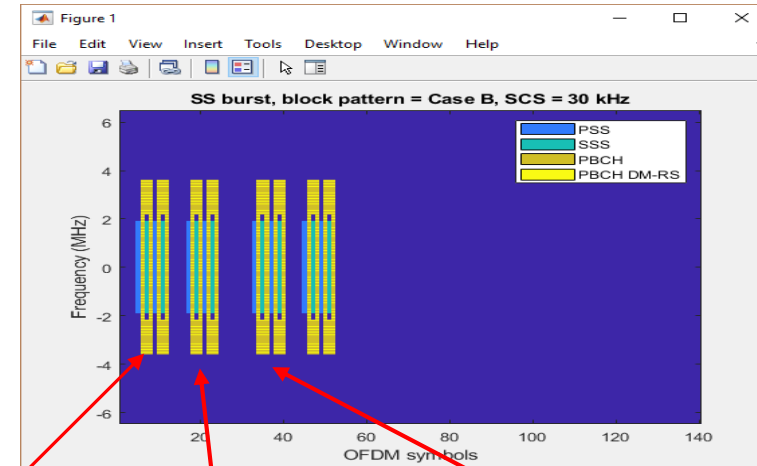 Figure 1
File Edit View Insert Tools Desktop Window Help
SS burst, block pattern = Case B, SCS = 30 kHz
PSS
SSS
PBCH
PBCH DM-RS
Frequency (MHz)
6
4
2
0
-2
-4
-6
20 40 60 80 100 120 140
OFDM symbols